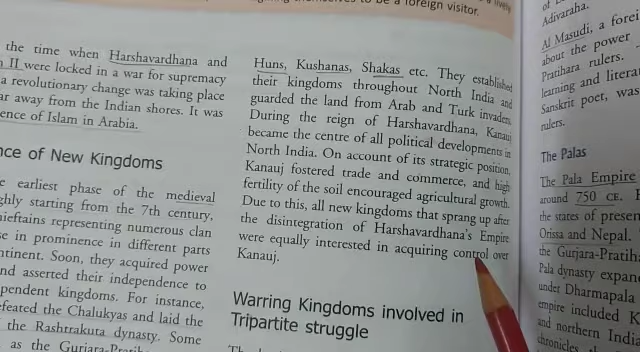 themselves to be a foreign visitor.
the time when Harshavardhana and
II were locked in a war for supremacy
a revolutionary change was taking place
ar away from the Indian shores. It was
ence of Islam in Arabia.
nce of New Kingdoms
e earliest phase of the medieval
ghly starting from the 7th century,
hieftains representing numerous clan
se in prominence in different parts
ntinent. Soon, they acquired power
nd asserted their independence to
pendent kingdoms. For instance,
efeated the Chalukyas and laid the
the Rashtrakuta dynasty. Some
as the Gurjara-Pratih
Huns, Kushanas, Shakas etc. They established
their kingdoms throughout North India and
guarded the land from Arab and Turk invaders.
During the reign of Harshavardhana, Kanauj
became the centre of all political developments in
North India. On account of its strategic position,
Kanauj fostered trade and commerce, and high
fertility of the soil encouraged agricultural growth.
Due to this, all new kingdoms that sprang up after
the disintegration of Harshavardhana's Empire
were equally interested in acquiring control over
Kanauj.
Warring Kingdoms involved in
Tripartite struggle
Adivaraha.
Al Masudi, a forei
about the power
Pratihara rulers.
learning and litera
Sanskrit poet, was
rulers.
The Palas
The Pala Empire
around 750 CE.
the states of presen
Orissa and Nepal.
the Gurjara-Pratiha
Pala dynasty expan
under Dharmapala
empire included K
and northern India
chronicles